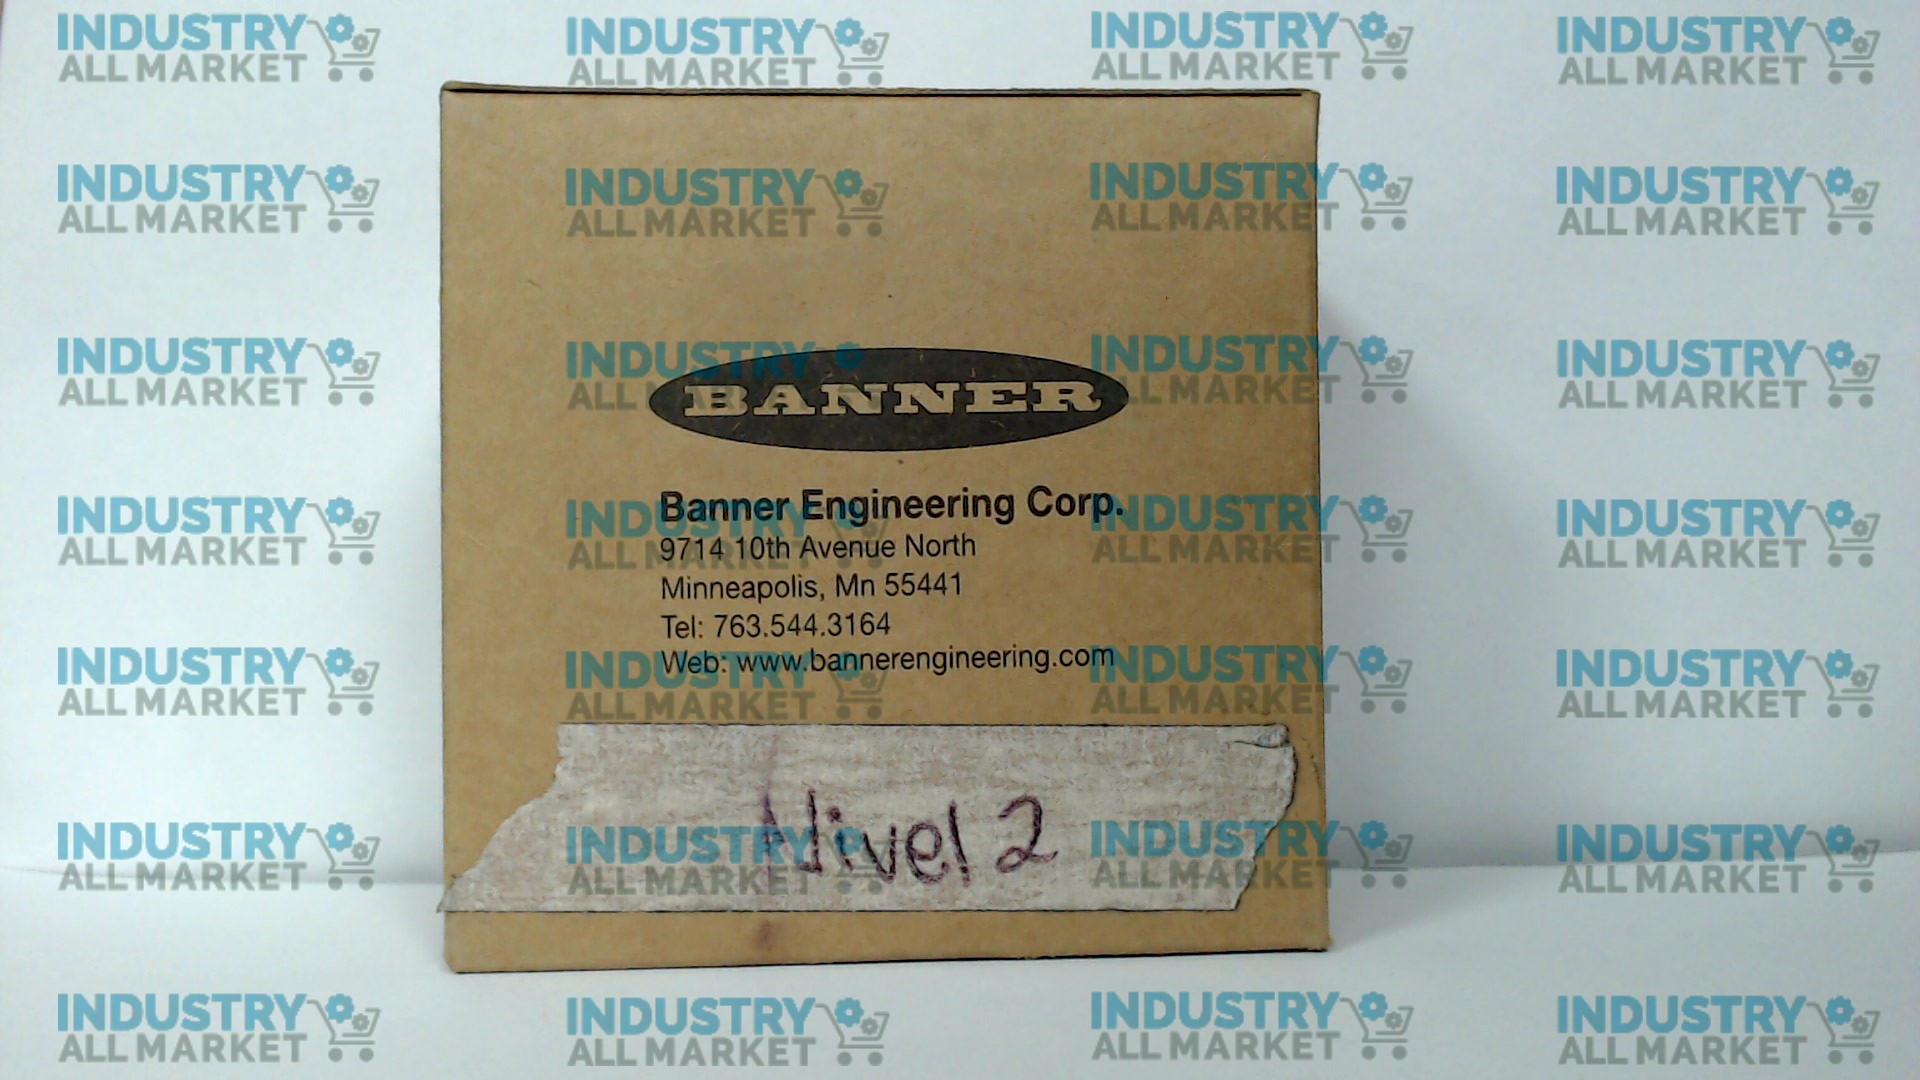 INDUSTRY ALL MARKET
BANNER
Banner Engineering Corp.
9714 10th Avenue North
Minneapolis, Mn 55441
Tel: 763.544.3164
Web: www.bannerengineering.com
Nivel 2